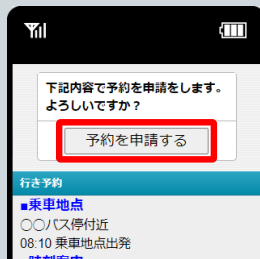 下記内容で予約を申請をします。
よろしいですか？
予約を申請する
行き予約
■乗車地点
○○バス停付近
08:10 乗車地点出発